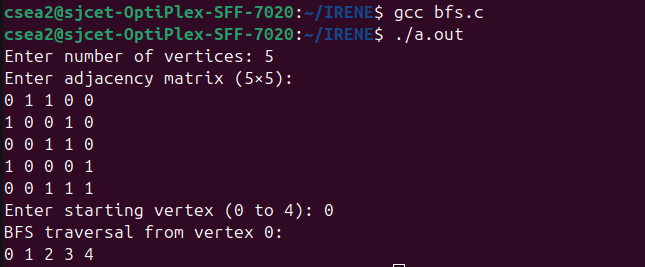 csea2@sjcet-OptiPlex-SFF-7020:~/IRENE$ gcc bfs.c
csea2@sjcet-OptiPlex-SFF-7020:~/IRENE$ ./a.out
Enter number of vertices: 5
Enter adjacency matrix (5×5):
0 1 1 0 0
1 0 0 1 0
0 0 1 1 0
1 0 0 0 1
0 0 1 1 1
Enter starting vertex (0 to 4): 0
BFS traversal from vertex 0:
0 1 2 3 4